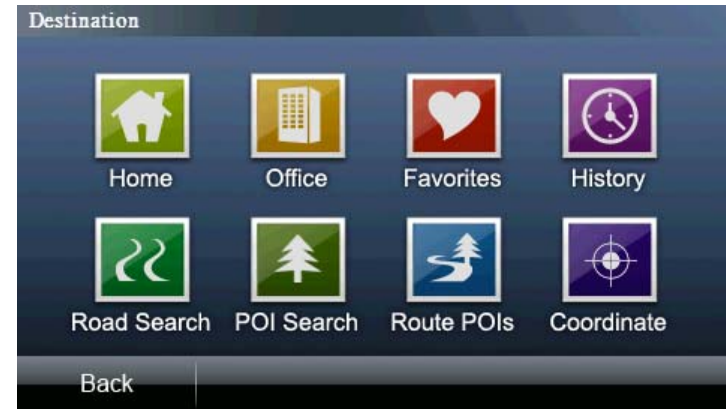 Destination
Home Office Favorites History
Road Search POI Search Route POIs Coordinate
Back